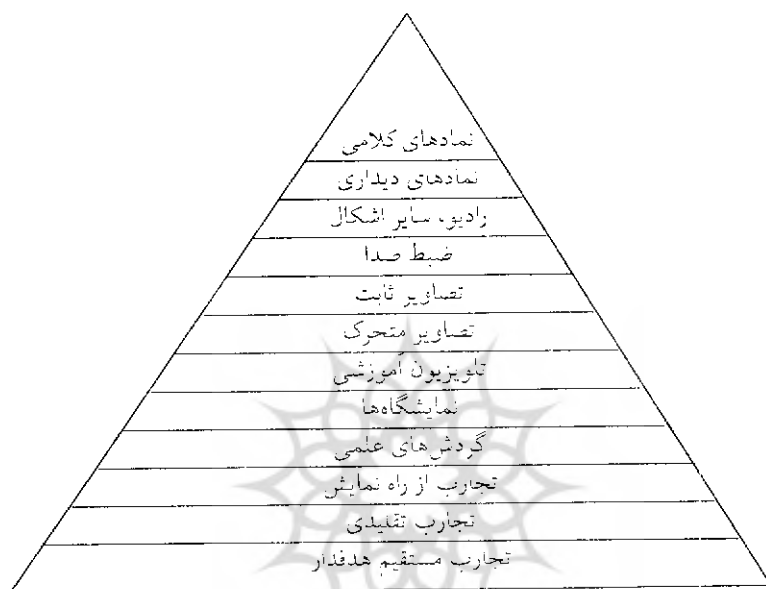 نمادهای کلامی
نمادهای دیداری
رادیو، سایر اشکال
ضبط صدا
تصاویر ثابت
تصاویر متحرک
تلویزیون آموزشی
نمایشگاه‌ها
گردش‌های علمی
تجارب از راه نمایش
تجارب تقلیدی
تجارب مستقیم هدفدار